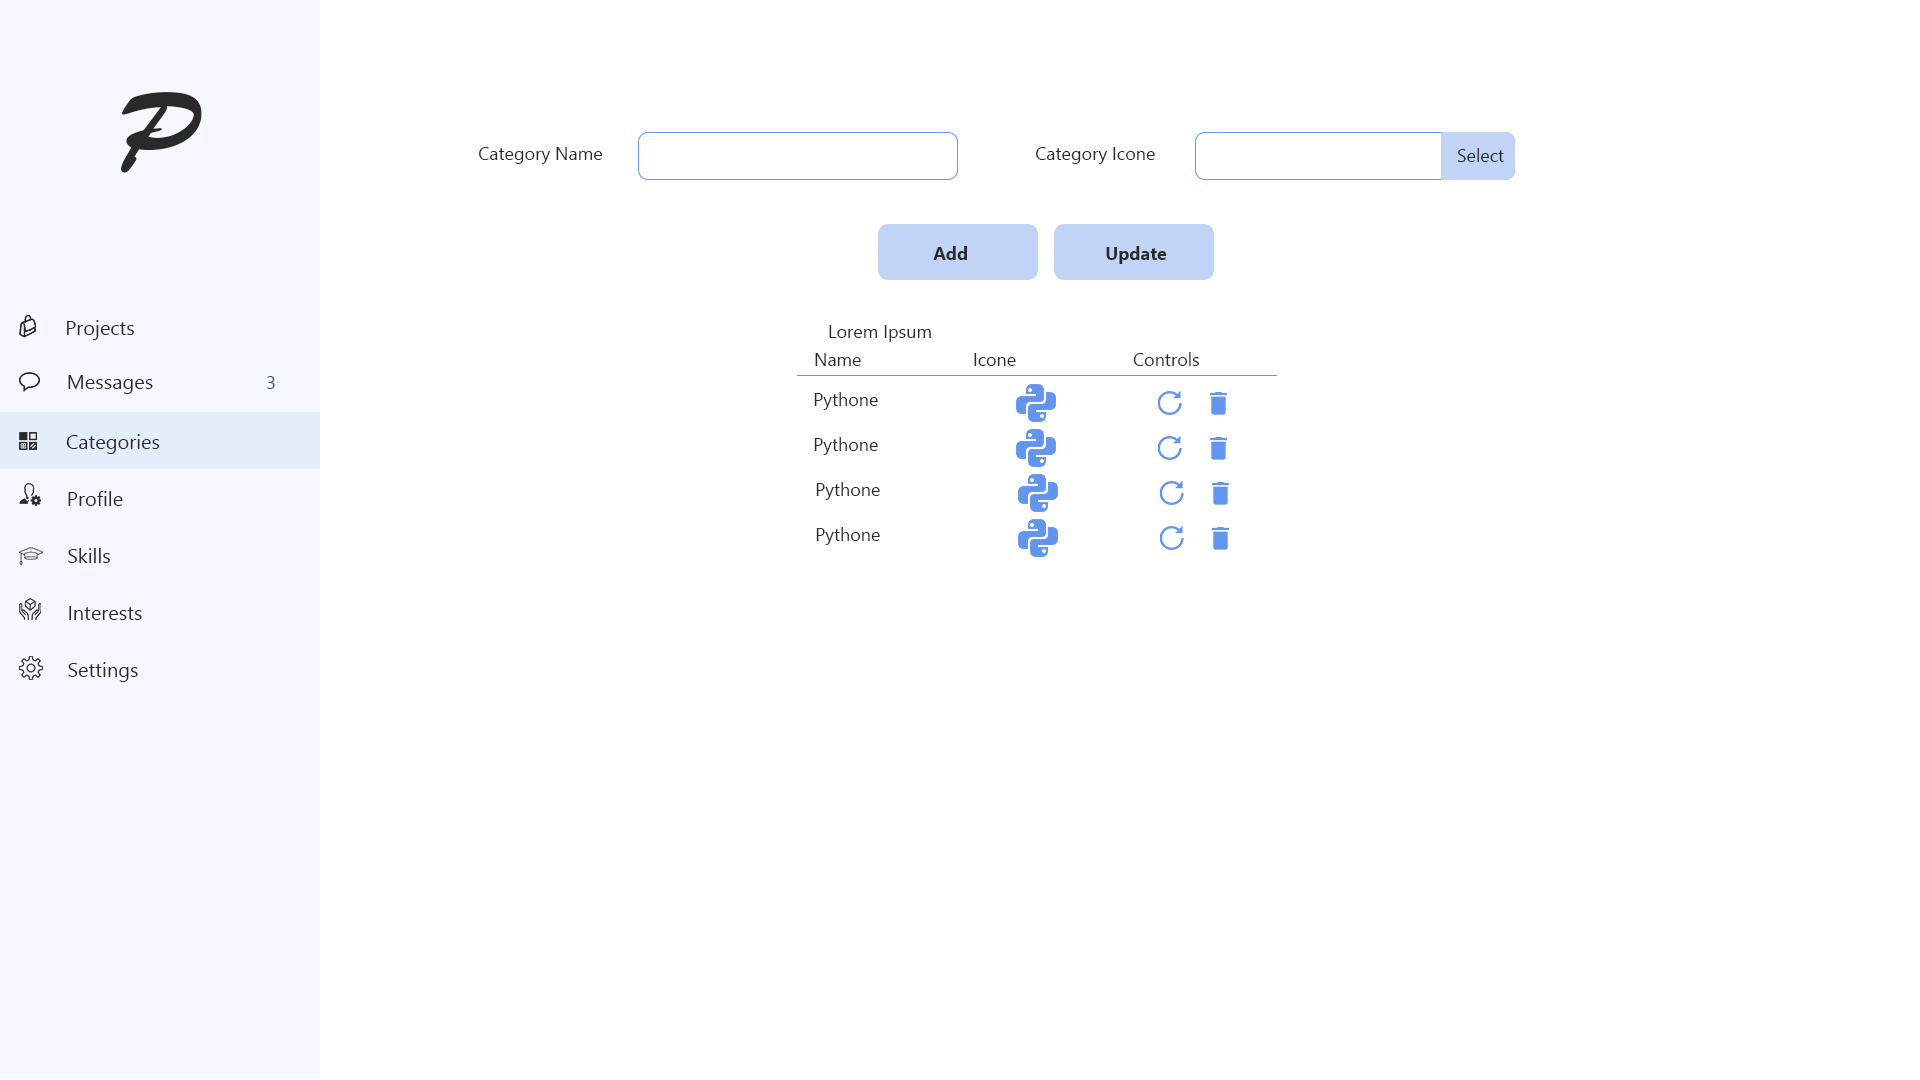 P
Projects
Messages 3
Categories
Profile
Skills
Interests
Settings
Category Name
Category Icone Select
Add Update
Lorem Ipsum
Name Icone Controls
Pythone
Pythone
Pythone
Pythone